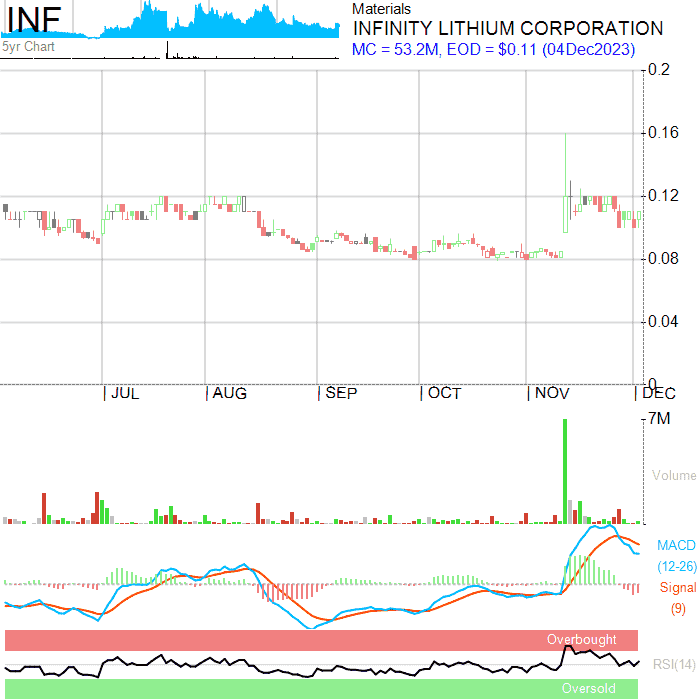 INF
5yr Chart
Materials
INFINITY LITHIUM CORPORATION
MC = 53.2M, EOD = $0.11 (04Dec2023)
0.2
0.16
0.12
0.08
0.04
0
JUL AUG SEP OCT NOV DEC
7M
Volume
MACD
(12-26)
Signal
(9)
Overbought
RSI(14)
Oversold